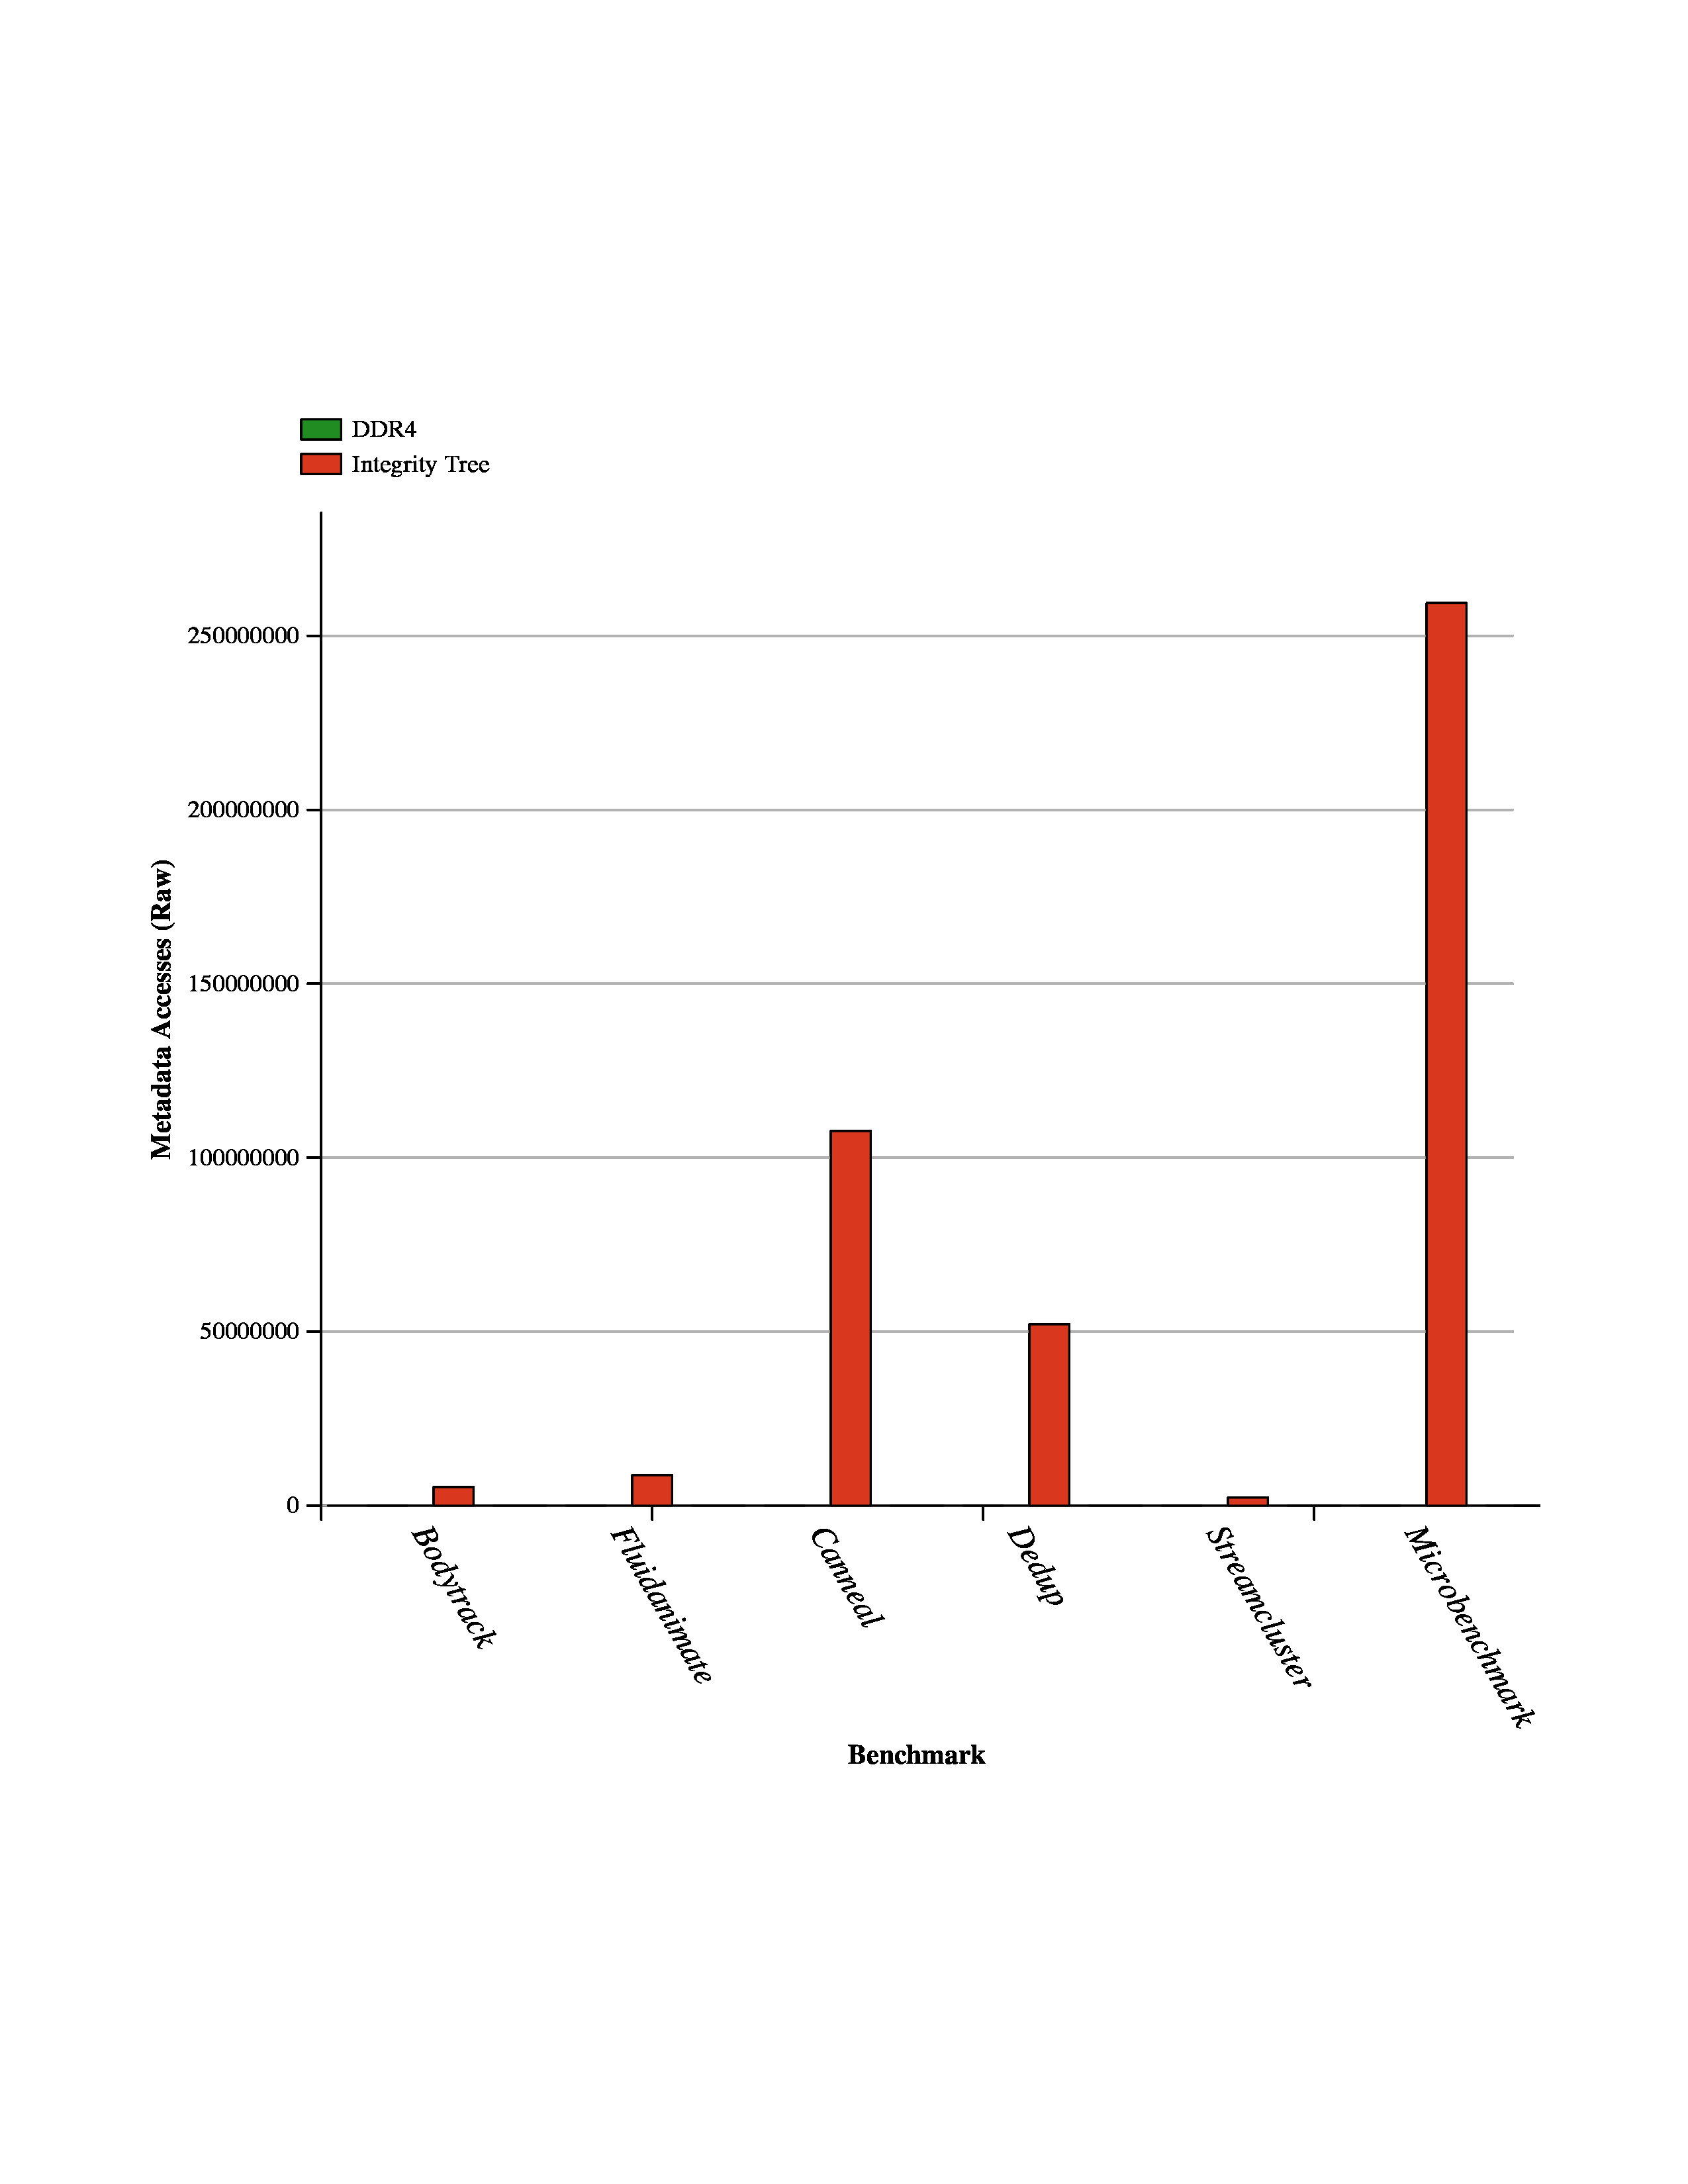 DDR4
Integrity Tree
Metadata Accesses (Raw)
250000000
200000000
150000000
100000000
50000000
0
Bodytrack
Fluidanimate
Canneal
Dedup
Streamcluster
Microbenchmark
Benchmark